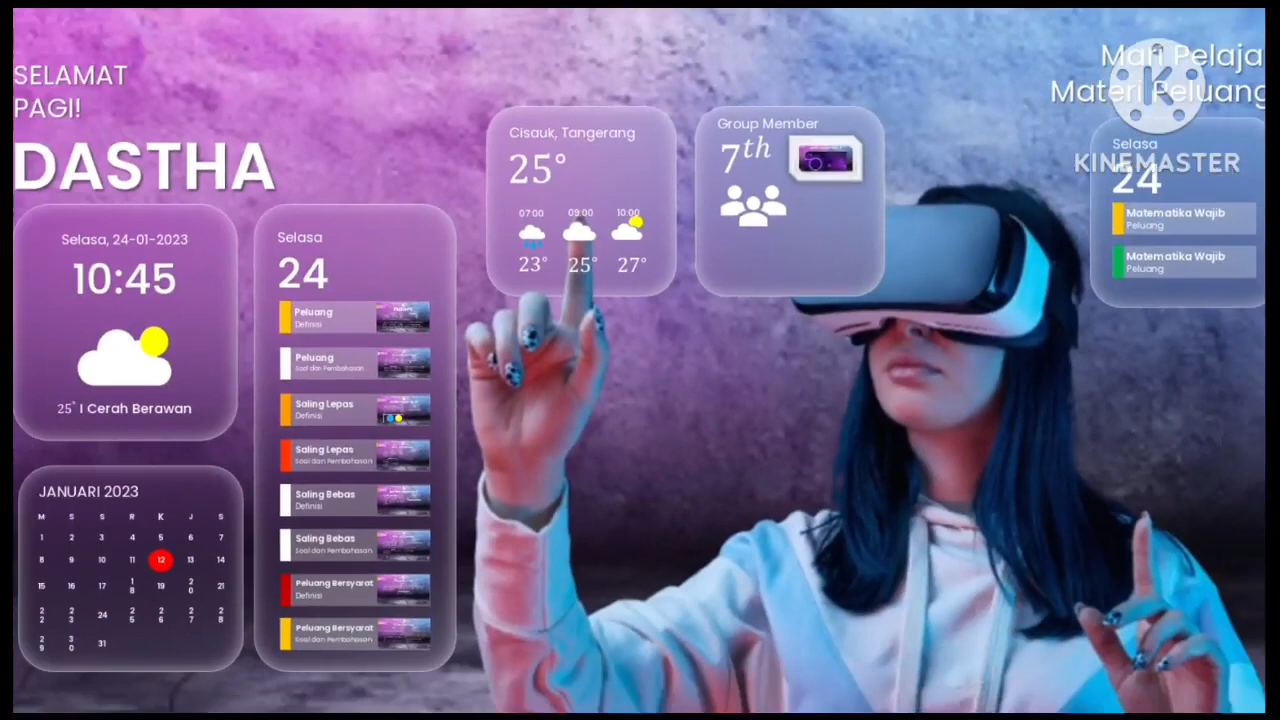 SELAMAT
PAGI!
DASTHA
Selasa, 24-01-2023
10:45
25° I Cerah Berawan
JANUARI 2023
M S S R K J S
1 2 3 4 5 6 7
8 9 10 11 12 13 14
15 16 17 18 19 20 21
22 23 24 25 26 27 28
29 30 31
Selasa
24
Peluang
Definisi
Peluang
Soal dan Pembahasan
Saling Lepas
Definisi
Saling Lepas
Soal dan Pembahasan
Saling Bebas
Definisi
Saling Bebas
Soal dan Pembahasan
Peluang Bersyarat
Definisi
Peluang Bersyarat
Soal dan Pembahasan
Cisauk, Tangerang
25°
07:00 09:00 10:00
23° 25° 27°
Group Member
7th
Mari Pelaja
Materi Peluang
KINEMASTER
Selasa
24
Matematika Wajib
Peluang
Matematika Wajib
Peluang